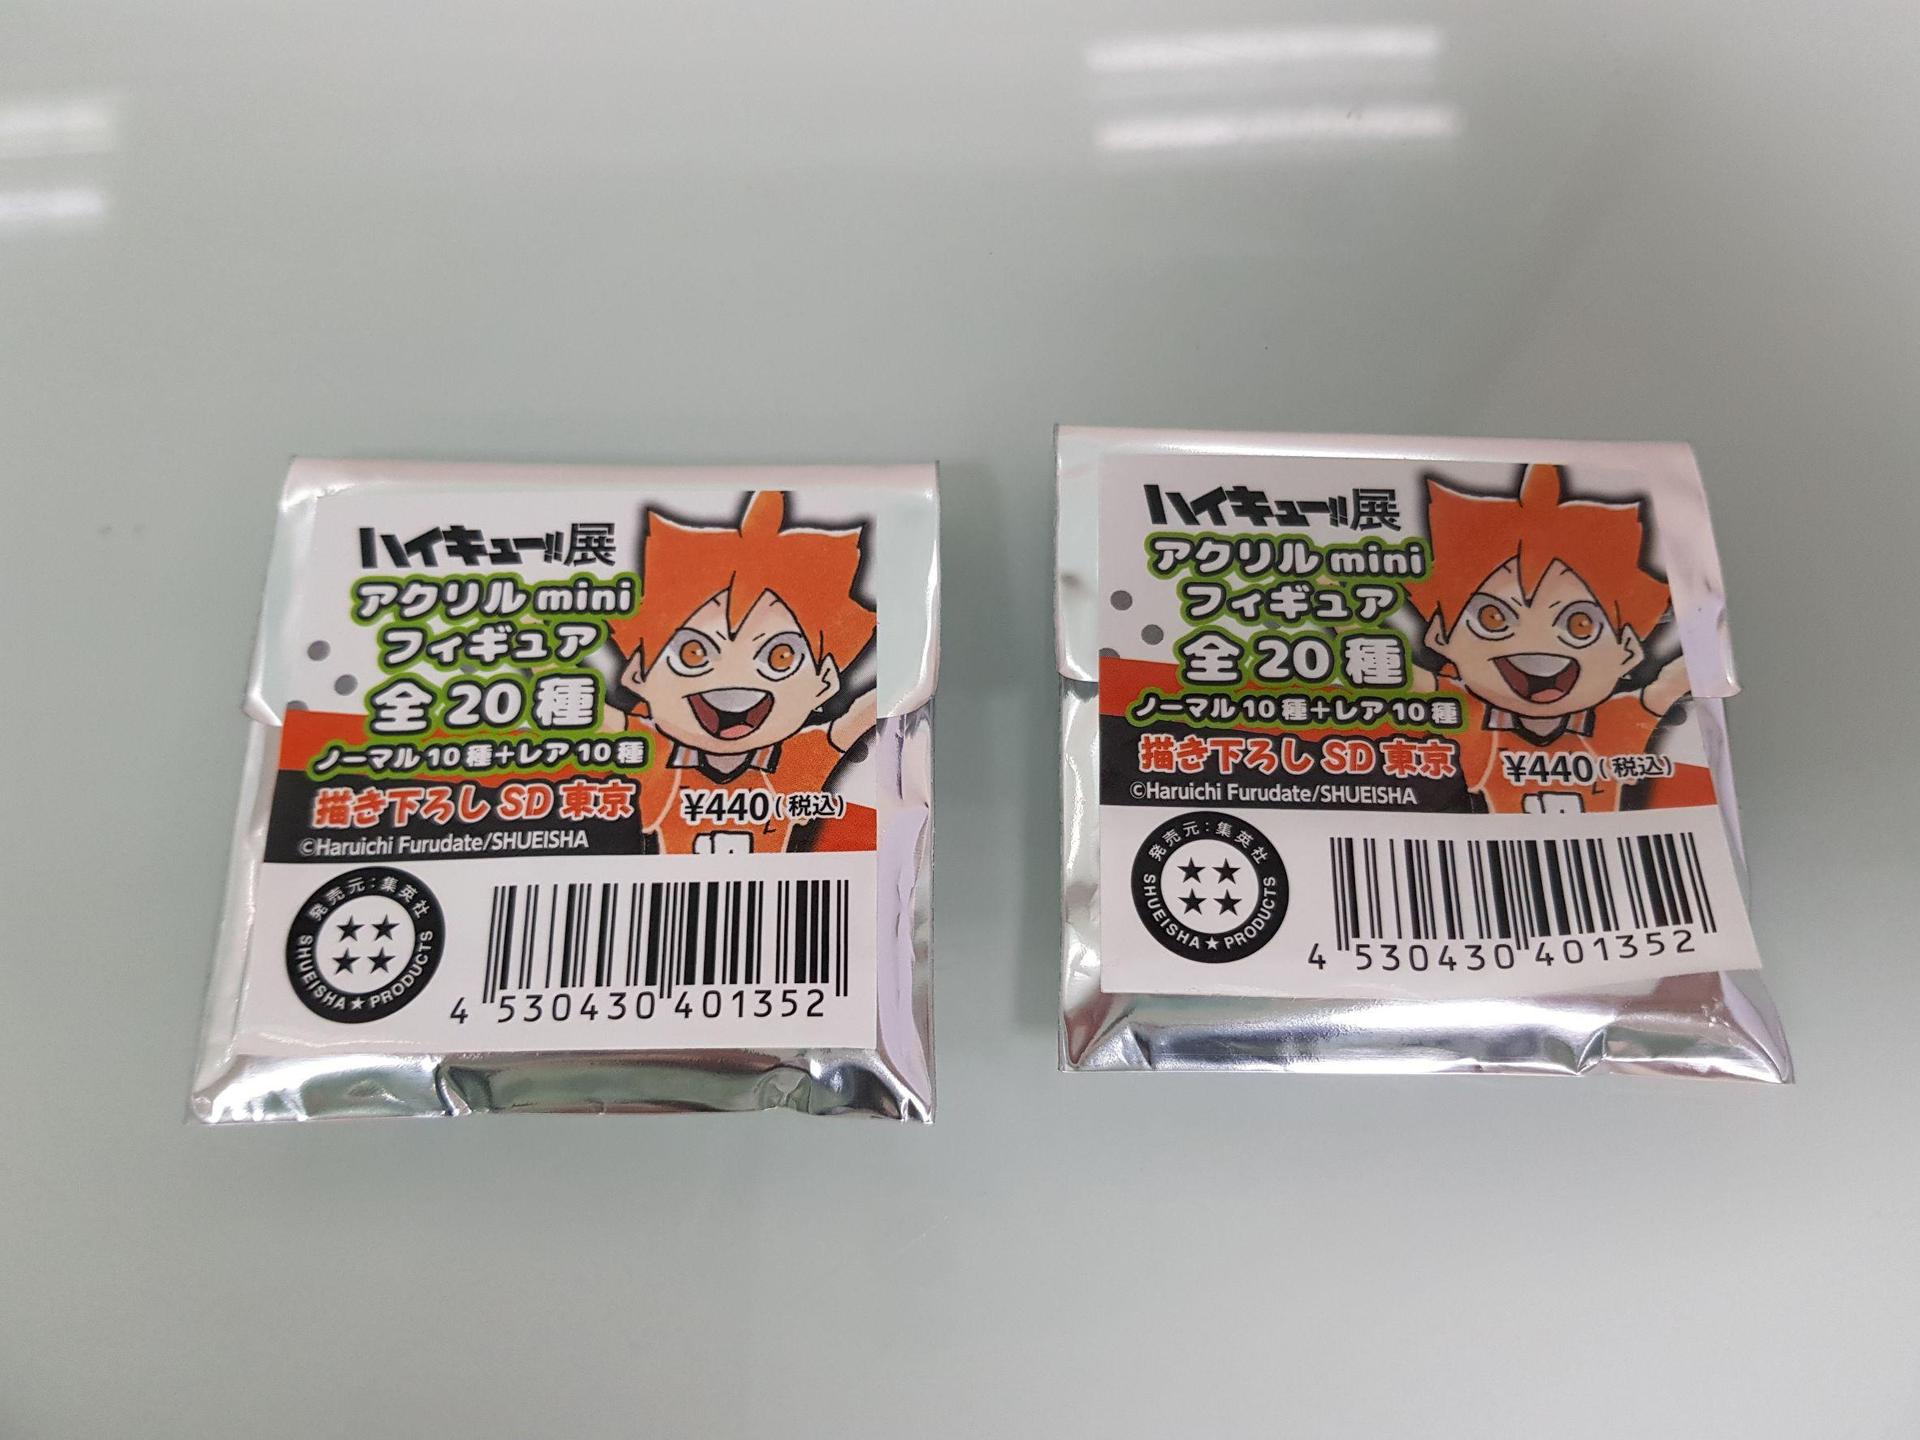 ハイキュー!!展
アクリルmini
フィギュア
全20種
ノーマル10種+レア10種
描き下ろしSD東京
¥440(税込)
©Haruichi Furudate/SHUEISHA
発売元:集英社
SHUEISHA★PRODUCTS
4 530430 401352
ハイキュー!!展
アクリルmini
フィギュア
全20種
ノーマル10種+レア10種
描き下ろしSD東京
¥440(税込)
©Haruichi Furudate/SHUEISHA
発売元:集英社
SHUEISHA★PRODUCTS
4 530430 401352